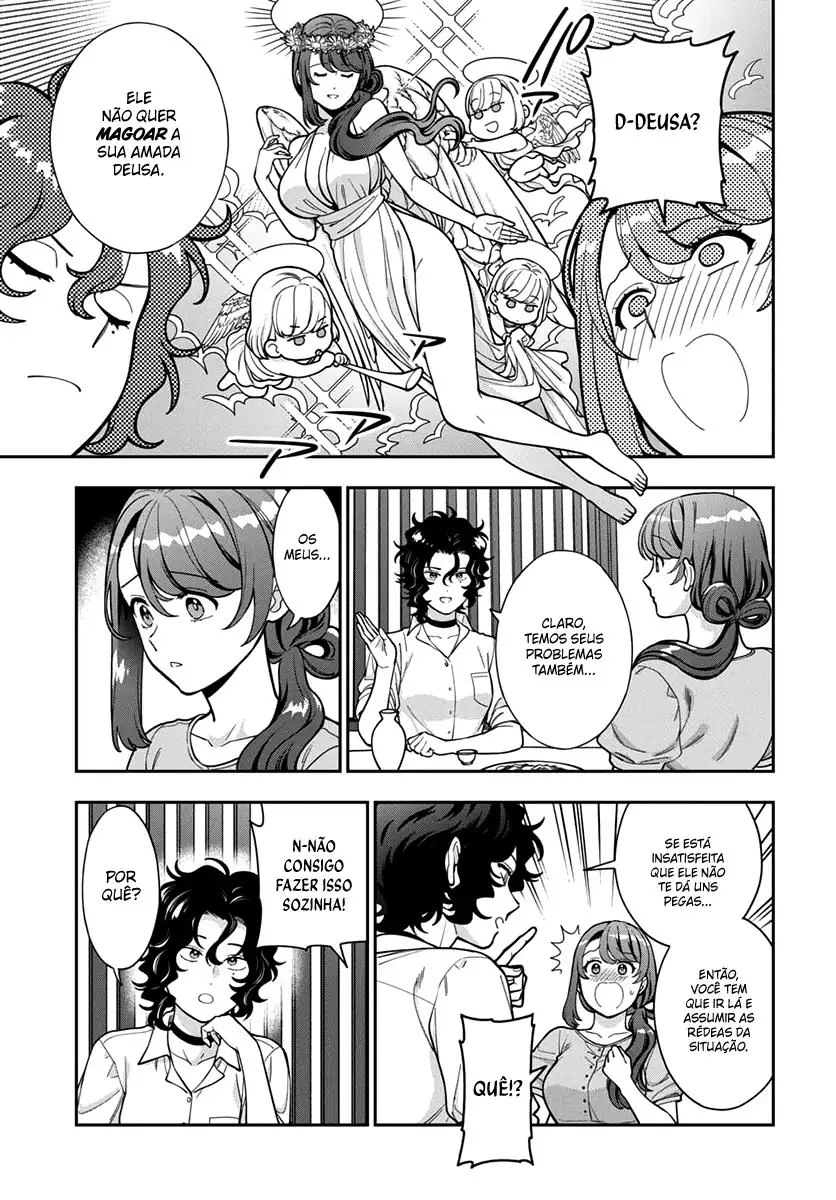 D-DEUSA?
ELE
NÃO QUER
MAGOAR A
SUA AMADA
DEUSA.
CLARO,
TEMOS SEUS
PROBLEMAS
TAMBÉM...
OS
MEUS...
SE ESTÁ
INSATISFEITA
QUE ELE NÃO
TE DÁ UNS
PEGAS...
ENTÃO,
VOCÊ TEM
QUE IR LÁ E
ASSUMIR AS
RÉDEAS DA
SITUAÇÃO.
QUÊ!?
N-NÃO
CONSIGO
FAZER ISSO
SOZINHA!
POR
QUÊ?